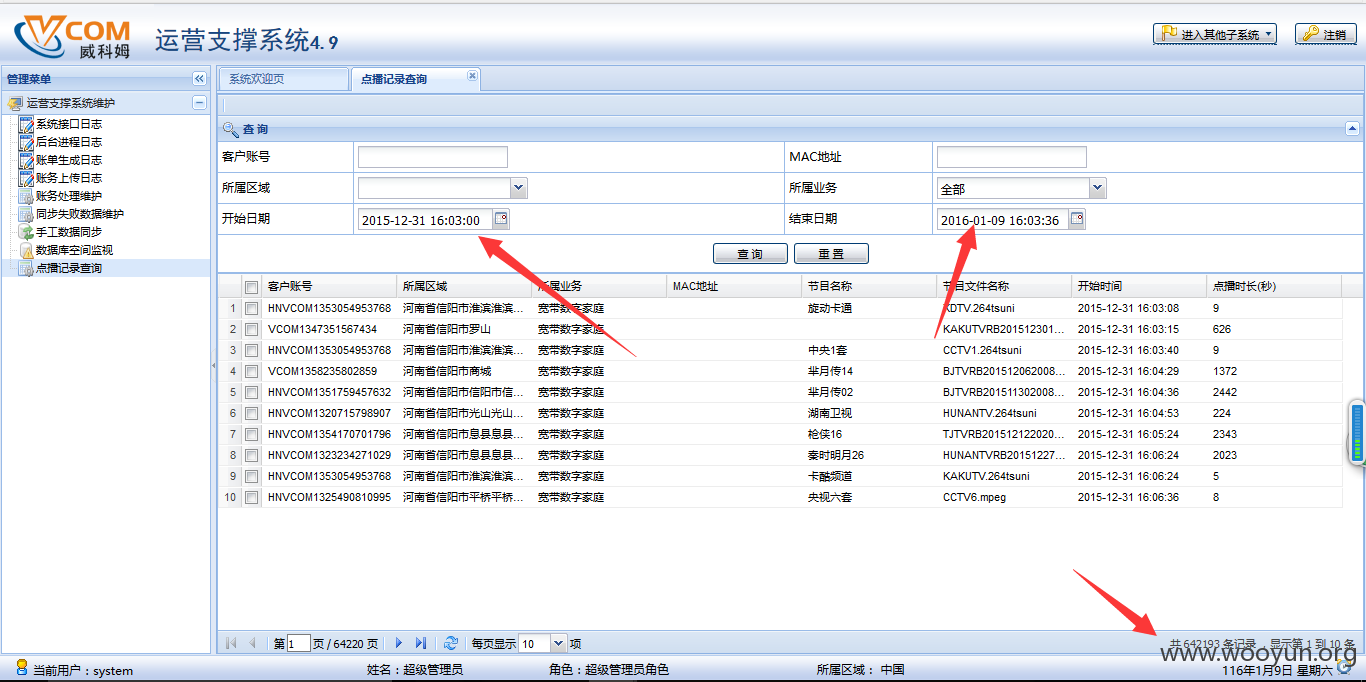 VCOM 威科姆 运营支撑系统4.9 进入其他子系统 注销
管理菜单
系统欢迎页 点播记录查询
运营支撑系统维护
系统接口日志
后台进程日志
账单生成日志
账务上传日志
账务处理维护
同步失败数据维护
手工数据同步
数据库空间监视
点播记录查询
查询
客户账号 MAC地址
所属区域 所属业务 全部
开始日期 2015-12-31 16:03:00 结束日期 2016-01-09 16:03:36
查询 重置
客户账号 所属区域 所属业务 MAC地址 节目名称 节目文件名称 开始时间 点播时长(秒)
1 HNVCOM1353054953768 河南省信阳市淮滨淮滨... 宽带数字家庭 旋动卡通 KDTV.264tsuni 2015-12-31 16:03:08 9
2 VCOM1347351567434 河南省信阳市罗山 宽带数字家庭 KAKUTVRB201512301... 2015-12-31 16:03:15 626
3 HNVCOM1353054953768 河南省信阳市淮滨淮滨... 宽带数字家庭 中央1套 CCTV1.264tsuni 2015-12-31 16:03:40 9
4 VCOM1358235802859 河南省信阳市商城 宽带数字家庭 芈月传14 BJTVRB201512062008... 2015-12-31 16:04:29 1372
5 HNVCOM1351759457632 河南省信阳市信阳市信... 宽带数字家庭 芈月传02 BJTVRB201511302008... 2015-12-31 16:04:36 2442
6 HNVCOM1320715798907 河南省信阳市光山光山... 宽带数字家庭 湖南卫视 HUNANTV.264tsuni 2015-12-31 16:04:53 224
7 HNVCOM1354170701796 河南省信阳市息县息县... 宽带数字家庭 枪侠16 TJTVRB201512122020... 2015-12-31 16:05:24 2343
8 HNVCOM1323234271029 河南省信阳市息县息县... 宽带数字家庭 秦时明月26 HUNANTVRB20151227... 2015-12-31 16:06:24 2023
9 HNVCOM1353054953768 河南省信阳市淮滨淮滨... 宽带数字家庭 卡酷频道 KAKUTV.264tsuni 2015-12-31 16:06:24 5
10 HNVCOM1325490810995 河南省信阳市平桥平桥... 宽带数字家庭 央视六套 CCTV6.mpeg 2015-12-31 16:06:36 8
第 1 页 / 64220 页 每页显示 10 项 共 642193 条记录，显示第 1 到 10 条
www.wooyun.org
当前用户：system 姓名：超级管理员 角色：超级管理员角色 所属区域： 中国 116年1月9日 星期六